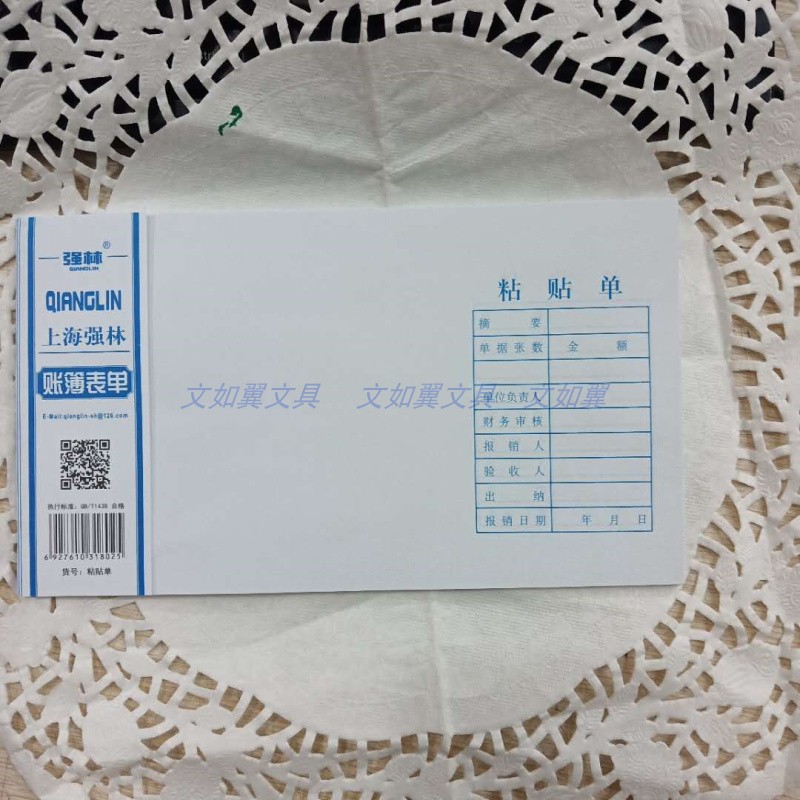 强林®
QIANGLIN
QIANGLIN
上海强林
账簿表单
E-Mail:qianglin-sh@126.com
执行标准: QB/T1438 合格
6 927610 318025
货号: 粘贴单
粘 贴 单
摘 要
单据张数 金 额
单位负责人
财务审核
报 销 人
验 收 人
出 纳
报销日期 年 月 日
文如翼文具 文如翼文具 文如翼